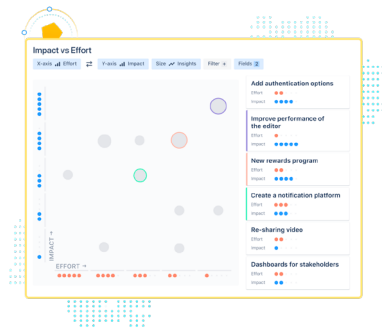 Impact vs Effort
X-axis Effort
Y-axis Impact
Size Insights
Filter +
Fields 2
IMPACT →
EFFORT →
Add authentication options
Effort
Impact
Improve performance of
the editor
Effort
Impact
New rewards program
Effort
Impact
Create a notification platform
Effort
Impact
Re-sharing video
Effort
Impact
Dashboards for stakeholders
Effort
Impact